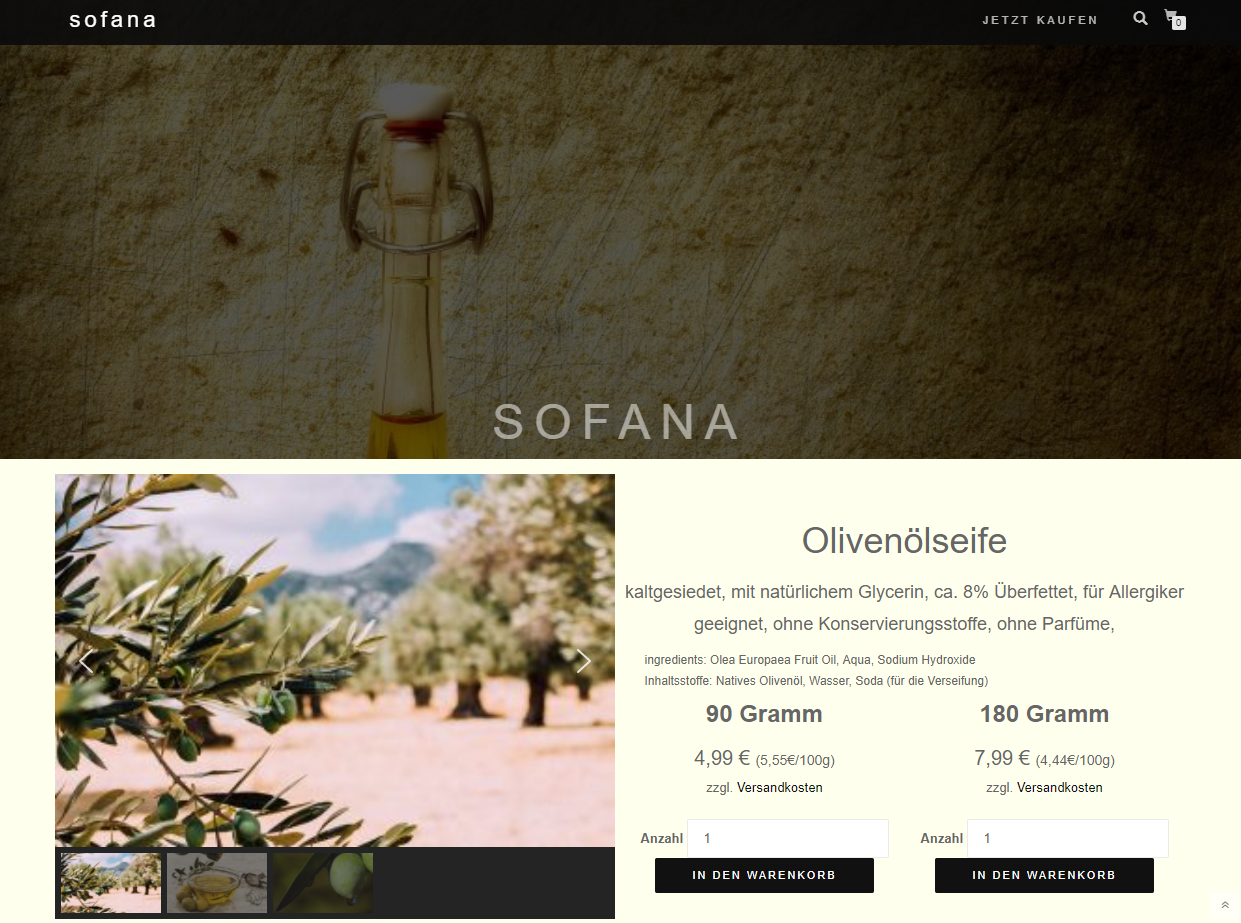 sofana
JETZT KAUFEN
0
SOFANA
Olivenölseife
kaltgesiedet, mit natürlichem Glycerin, ca. 8% Überfettet, für Allergiker
geeignet, ohne Konservierungsstoffe, ohne Parfüme,
ingredients: Olea Europaea Fruit Oil, Aqua, Sodium Hydroxide
Inhaltsstoffe: Natives Olivenöl, Wasser, Soda (für die Verseifung)
90 Gramm
4,99 € (5,55€/100g)
zzgl. Versandkosten
Anzahl 1
IN DEN WARENKORB
180 Gramm
7,99 € (4,44€/100g)
zzgl. Versandkosten
Anzahl 1
IN DEN WARENKORB